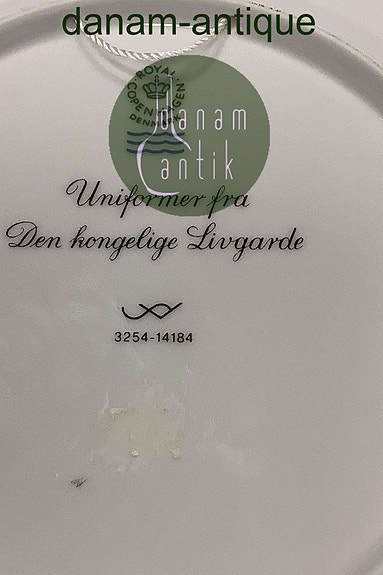 danam-antique
ROYAL
COPENHAGEN
DENMARK
danam
antik
Uniformer fra
Den kongelige Livgarde
3254-14184